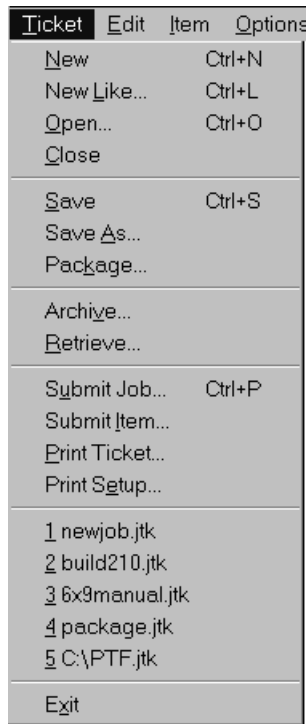 Ticket Edit Item Options
New Ctrl+N
New Like... Ctrl+L
Open... Ctrl+O
Close
Save Ctrl+S
Save As...
Package...
Archive...
Retrieve...
Submit Job... Ctrl+P
Submit Item...
Print Ticket...
Print Setup...
1 newjob.jtk
2 build210.jtk
3 6x9manual.jtk
4 package.jtk
5 C:\PTF.jtk
Exit